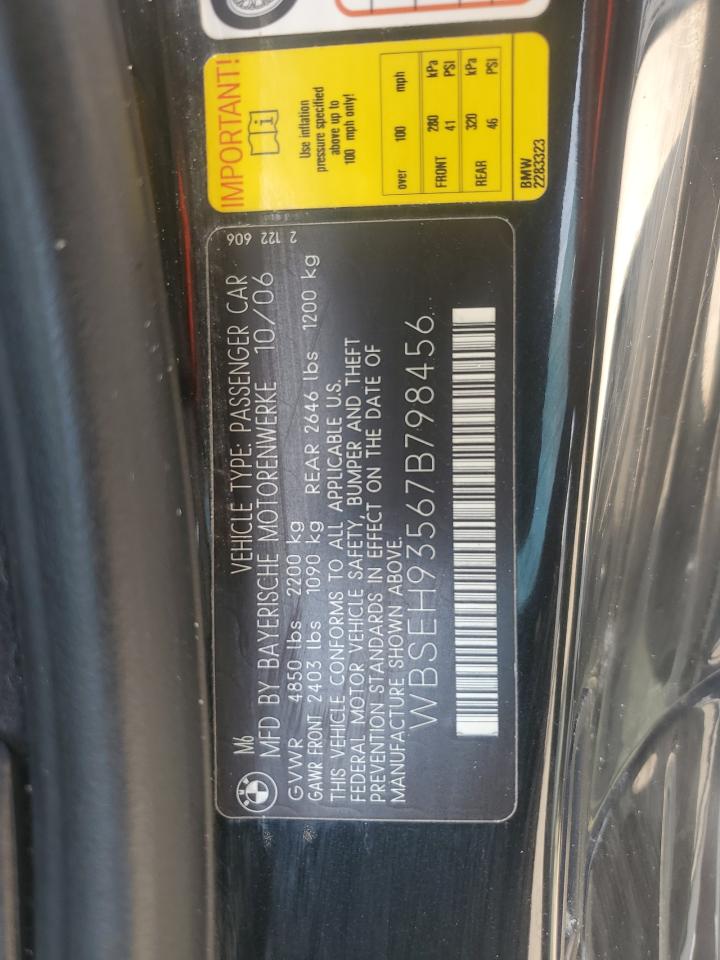 IMPORTANT!
Use inflation
pressure specified
above up to
100 mph only!
over 100 mph
FRONT 280 kPa
41 PSI
REAR 320 kPa
46 PSI
BMW
2283323
2 122 606
M6 VEHICLE TYPE: PASSENGER CAR
MFD BY BAYERISCHE MOTORENWERKE 10/06
GVWR 4850 lbs 2200 kg
GAWR FRONT 2403 lbs 1090 kg REAR 2646 lbs 1200 kg
THIS VEHICLE CONFORMS TO ALL APPLICABLE U.S.
FEDERAL MOTOR VEHICLE SAFETY, BUMPER AND THEFT
PREVENTION STANDARDS IN EFFECT ON THE DATE OF
MANUFACTURE SHOWN ABOVE.
WBSEH93567B798456